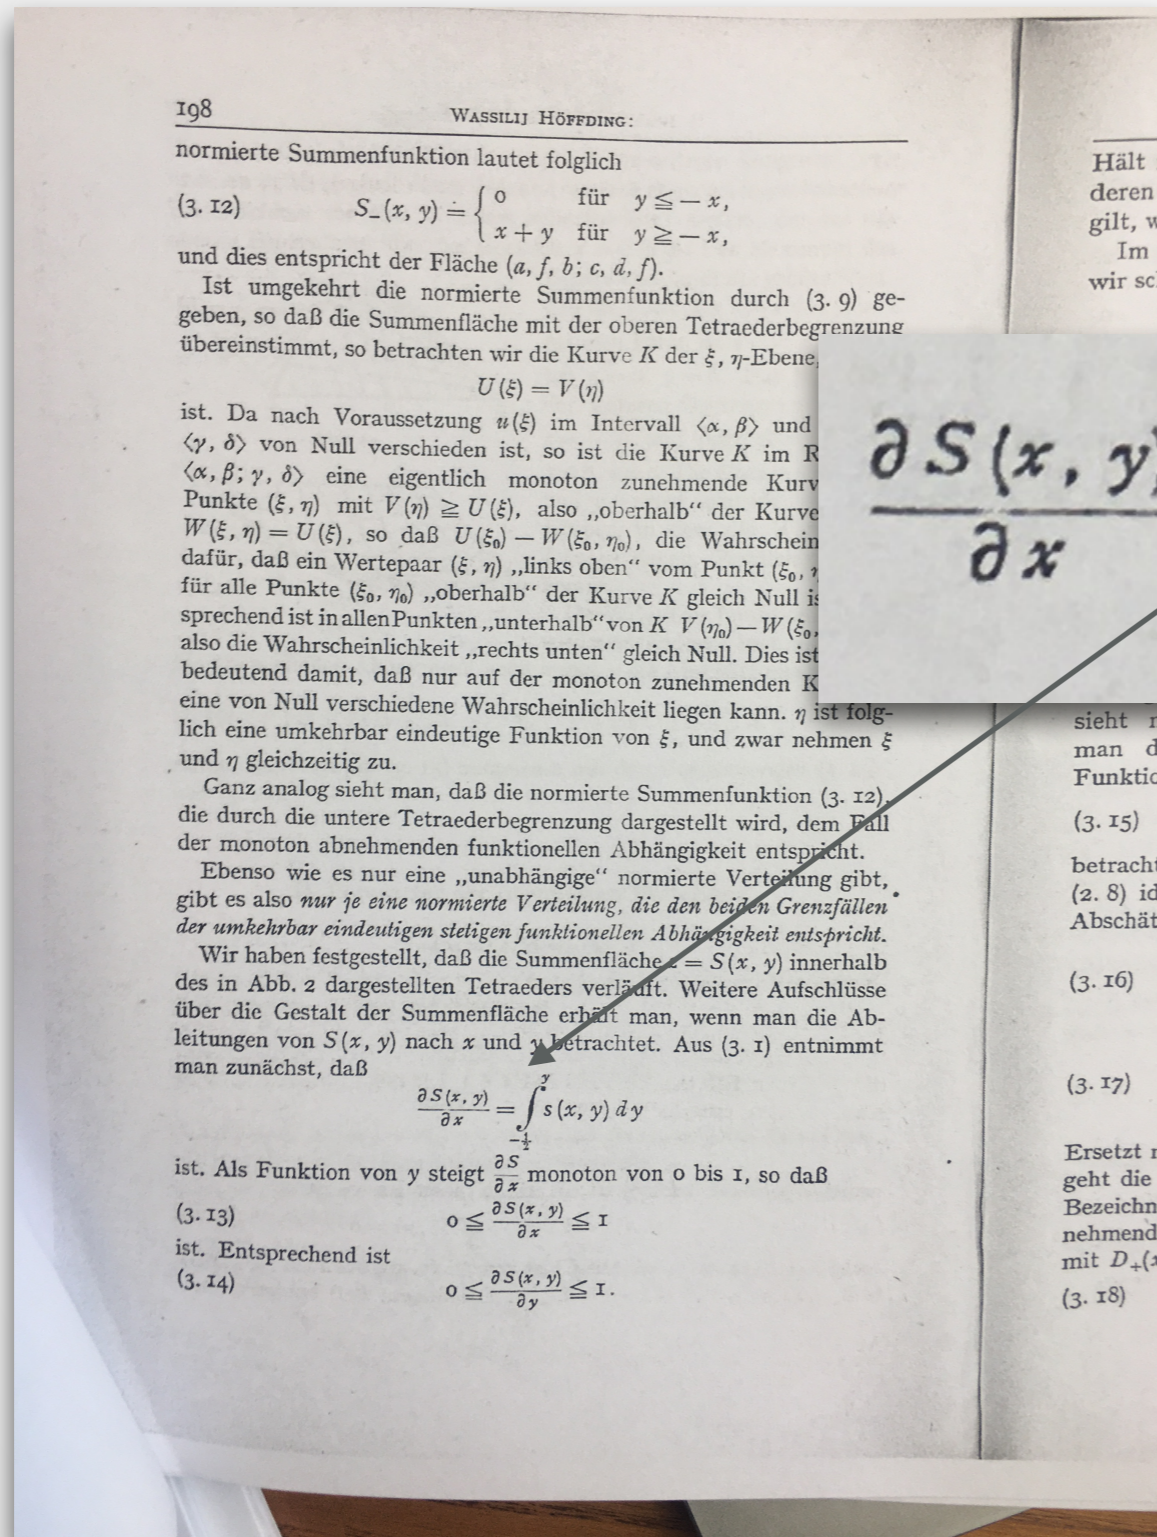 198
WASSILIJ HÖFFDING:
normierte Summenfunktion lautet folglich
(3. 12) S₋(x, y) = { 0 für y ≦ — x,
x + y für y ≧ — x,
und dies entspricht der Fläche (a, f, b; c, d, f).
Ist umgekehrt die normierte Summenfunktion durch (3. 9) ge-
geben, so daß die Summenfläche mit der oberen Tetraederbegrenzung
übereinstimmt, so betrachten wir die Kurve K der ξ, η-Ebene,
U(ξ) = V(η)
ist. Da nach Voraussetzung u(ξ) im Intervall ⟨α, β⟩ und
⟨γ, δ⟩ von Null verschieden ist, so ist die Kurve K im R
⟨α, β; γ, δ⟩ eine eigentlich monoton zunehmende Kurv
Punkte (ξ, η) mit V(η) ≧ U(ξ), also „oberhalb“ der Kurve
W(ξ, η) = U(ξ), so daß U(ξ₀) — W(ξ₀, η₀), die Wahrschein
dafür, daß ein Wertepaar (ξ, η) „links oben“ vom Punkt (ξ₀,
für alle Punkte (ξ₀, η₀) „oberhalb“ der Kurve K gleich Null
sprechend ist in allen Punkten „unterhalb“ von K V(η₀) — W(ξ₀,
also die Wahrscheinlichkeit „rechts unten“ gleich Null. Dies ist
bedeutend damit, daß nur auf der monoton zunehmenden K
eine von Null verschiedene Wahrscheinlichkeit liegen kann. η ist folg-
lich eine umkehrbar eindeutige Funktion von ξ, und zwar nehmen ξ
und η gleichzeitig zu.
Ganz analog sieht man, daß die normierte Summenfunktion (3. 12),
die durch die untere Tetraederbegrenzung dargestellt wird, dem Fall
der monoton abnehmenden funktionellen Abhängigkeit entspricht.
Ebenso wie es nur eine „unabhängige“ normierte Verteilung gibt,
gibt es also nur je eine normierte Verteilung, die den beiden Grenzfällen
der umkehrbar eindeutigen stetigen funktionellen Abhängigkeit entspricht.
Wir haben festgestellt, daß die Summenfläche z = S(x, y) innerhalb
des in Abb. 2 dargestellten Tetraeders verläuft. Weitere Aufschlüsse
über die Gestalt der Summenfläche erhält man, wenn man die Ab-
leitungen von S(x, y) nach x und y betrachtet. Aus (3. 1) entnimmt
man zunächst, daß
∂S(x, y)/∂x = ∫_{-½}^{y} s(x, y) dy
ist. Als Funktion von y steigt ∂S/∂x monoton von 0 bis 1, so daß
(3. 13) 0 ≦ ∂S(x, y)/∂x ≦ 1
ist. Entsprechend ist
(3. 14) 0 ≦ ∂S(x, y)/∂y ≦ 1.
∂S(x, y)
∂x
Hält
deren
gilt,
Im
wir
sieht
man
Funktio
(3. 15)
betracht
(2. 8) id
Abschät
(3. 16)
(3. 17)
Ersetzt
geht die
Bezeichn
nehmend
mit D₊(
(3. 18)